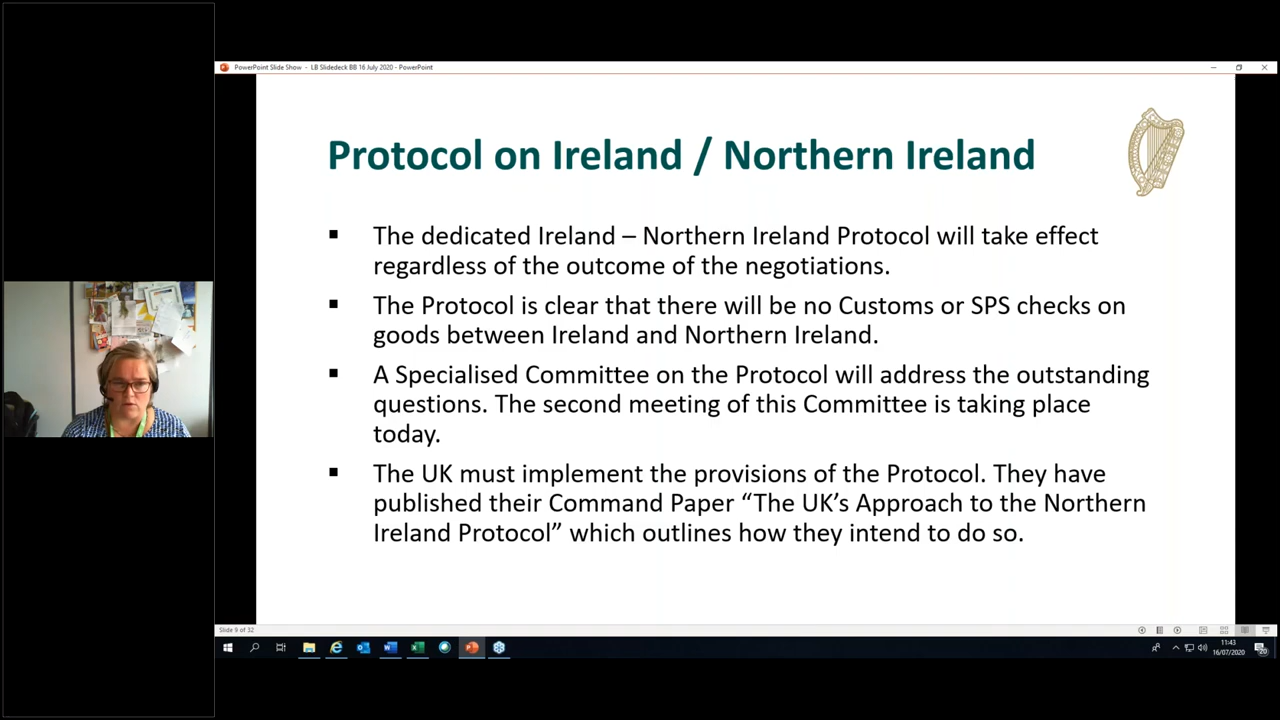 PowerPoint Slide Show - LB Slidedeck BB 16 July 2020 - PowerPoint
Protocol on Ireland / Northern Ireland
The dedicated Ireland – Northern Ireland Protocol will take effect
regardless of the outcome of the negotiations.
The Protocol is clear that there will be no Customs or SPS checks on
goods between Ireland and Northern Ireland.
A Specialised Committee on the Protocol will address the outstanding
questions. The second meeting of this Committee is taking place
today.
The UK must implement the provisions of the Protocol. They have
published their Command Paper “The UK’s Approach to the Northern
Ireland Protocol” which outlines how they intend to do so.
Slide 9 of 32
11:43
16/07/2020
20